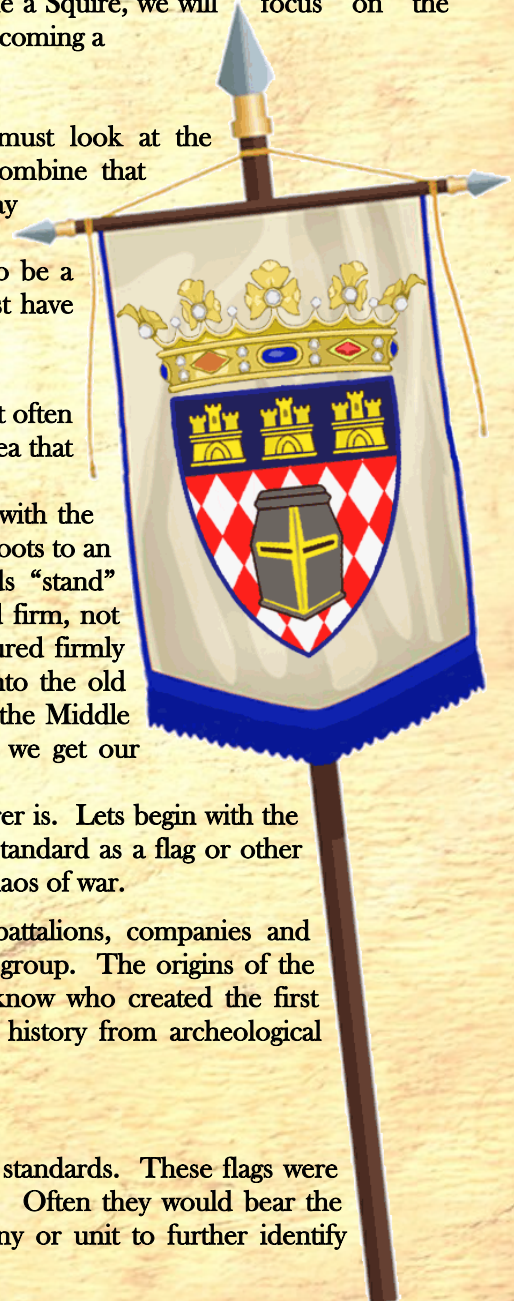 e a Squire, we will focus on the
coming a
must look at the
ombine that
ay
o be a
st have
t often
ea that
with the
oots to an
ls “stand”
d firm, not
ured firmly
nto the old
the Middle
we get our
er is. Lets begin with the
tandard as a flag or other
haos of war.
battalions, companies and
group. The origins of the
know who created the first
history from archeological
standards. These flags were
Often they would bear the
ny or unit to further identify